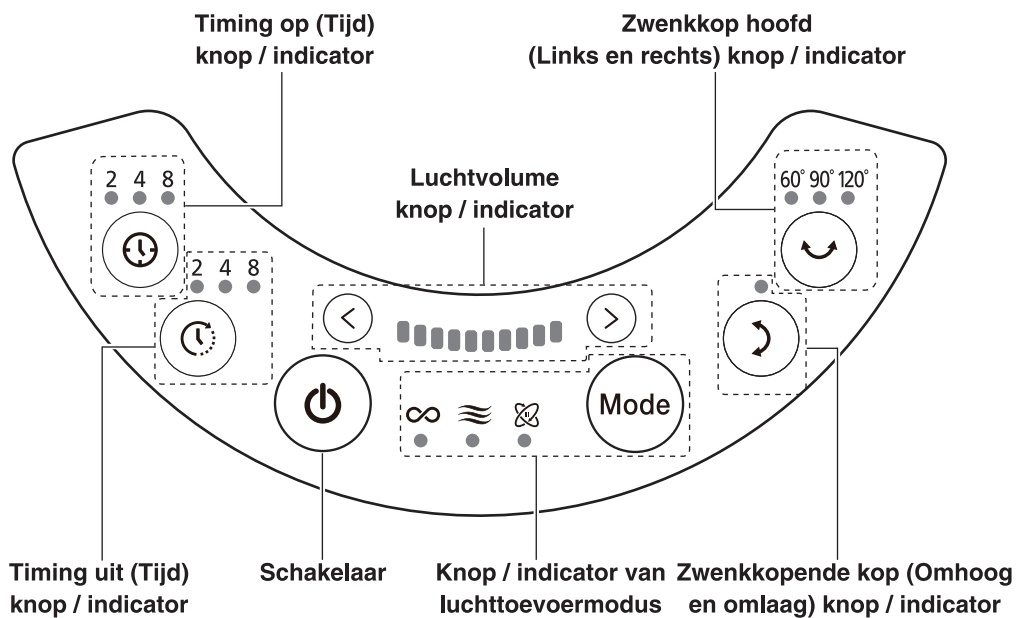 Timing op (Tijd)
knop / indicator
Zwenkkop hoofd
(Links en rechts) knop / indicator
Luchtvolume
knop / indicator
2 4 8
60° 90° 120°
2 4 8
Mode
Timing uit (Tijd)
knop / indicator
Schakelaar
Knop / indicator van
luchttoevoermodus
Zwenkkopende kop (Omhoog
en omlaag) knop / indicator